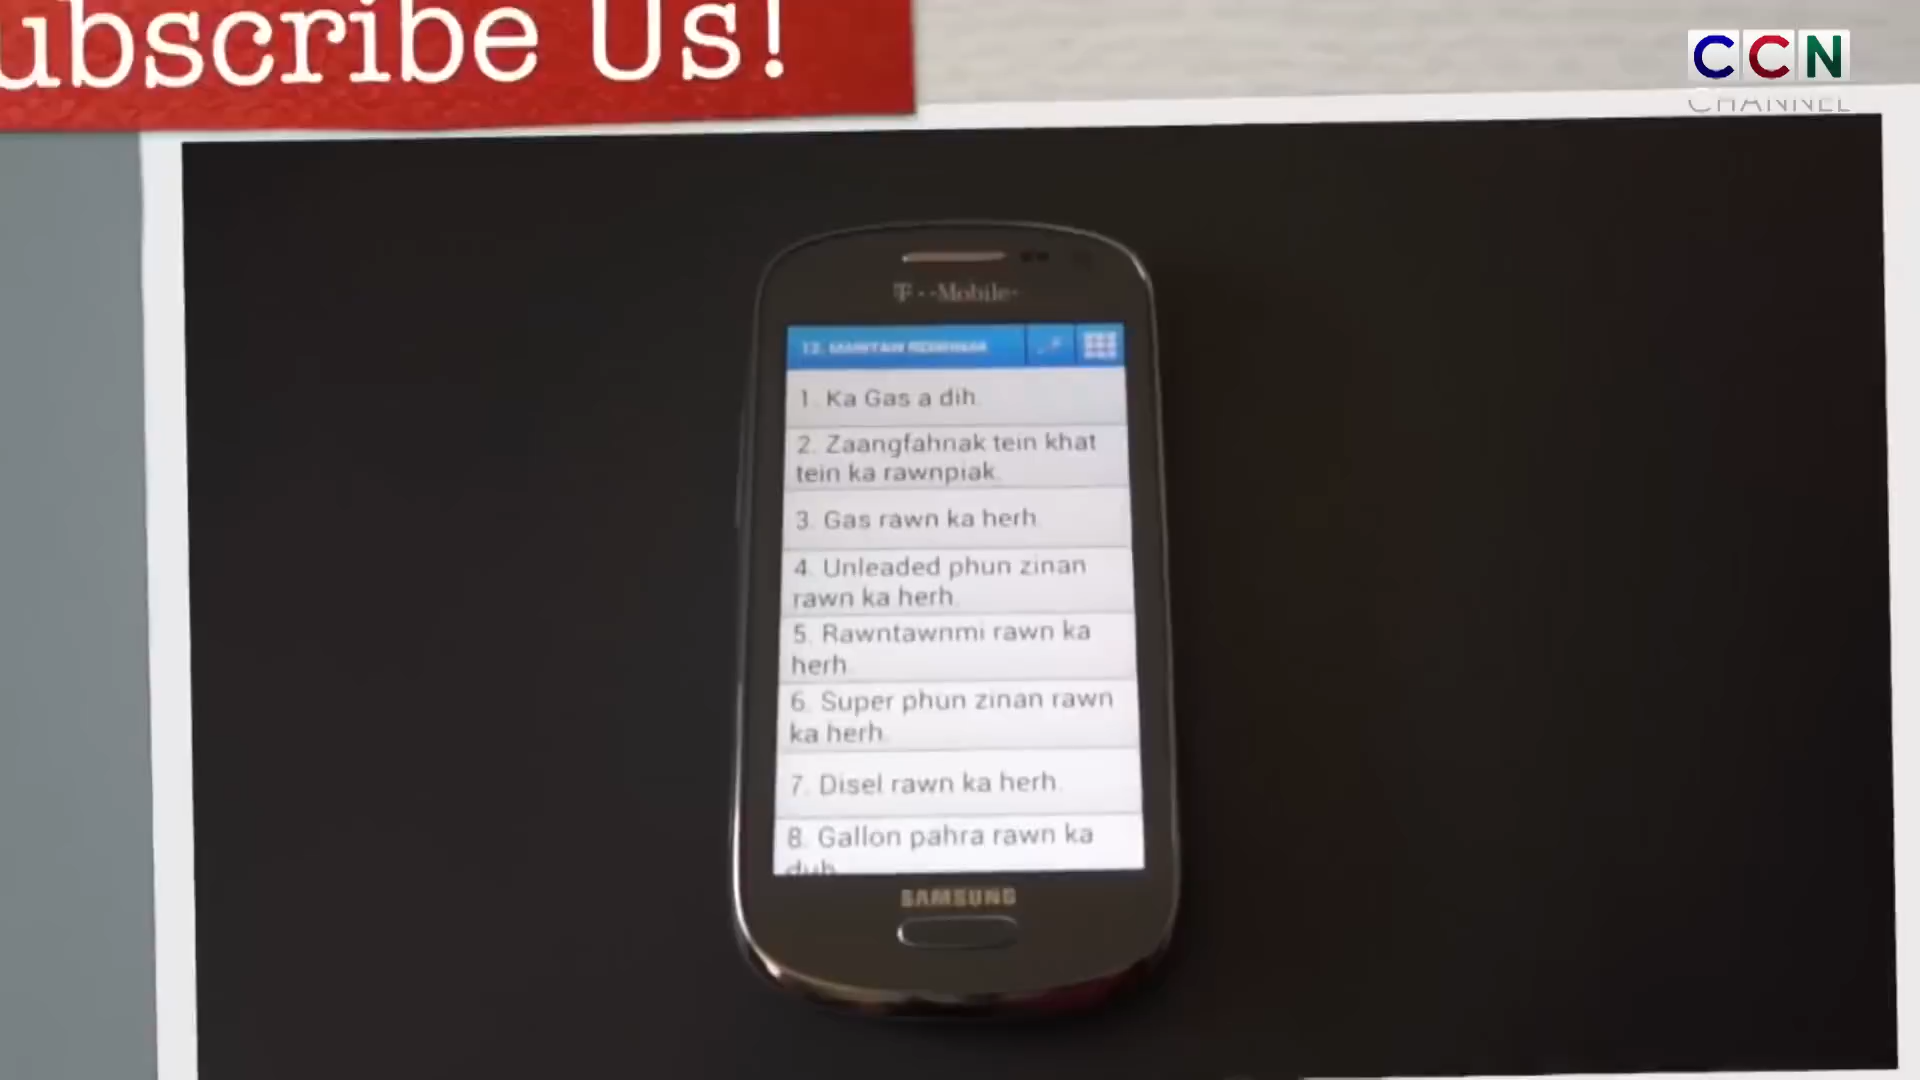 ubscribe Us!
CCN
CHANNEL
T--Mobile-
1. Ka Gas a dih.
2. Zaangfahnak tein khat
tein ka rawnpiak.
3. Gas rawn ka herh.
4. Unleaded phun zinan
rawn ka herh.
5. Rawntawnmi rawn ka
herh.
6. Super phun zinan rawn
ka herh.
7. Disel rawn ka herh.
8. Gallon pahra rawn ka
duh.
SAMSUNG